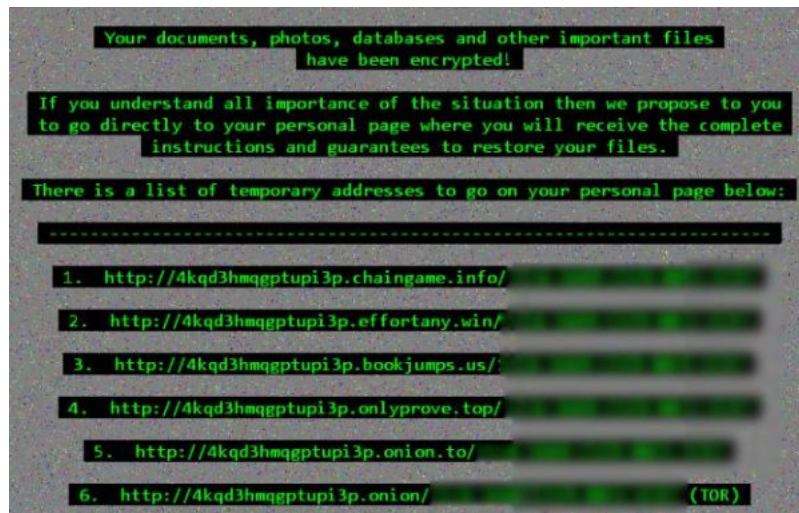 Your documents, photos, databases and other important files
have been encrypted!
If you understand all importance of the situation then we propose to you
to go directly to your personal page where you will receive the complete
instructions and guarantees to restore your files.
There is a list of temporary addresses to go on your personal page below:
-----------------------------------------------------------------------
1. http://4kqd3hmqgptupi3p.chaingame.info/
2. http://4kqd3hmqgptupi3p.effortany.win/
3. http://4kqd3hmqgptupi3p.bookjumps.us/
4. http://4kqd3hmqgptupi3p.onlyprove.top/
5. http://4kqd3hmqgptupi3p.onion.to/
6. http://4kqd3hmqgptupi3p.onion/ (TOR)